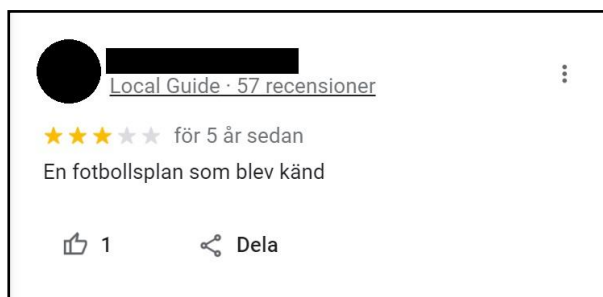 Local Guide · 57 recensioner
för 5 år sedan
En fotbollsplan som blev känd
1 Dela